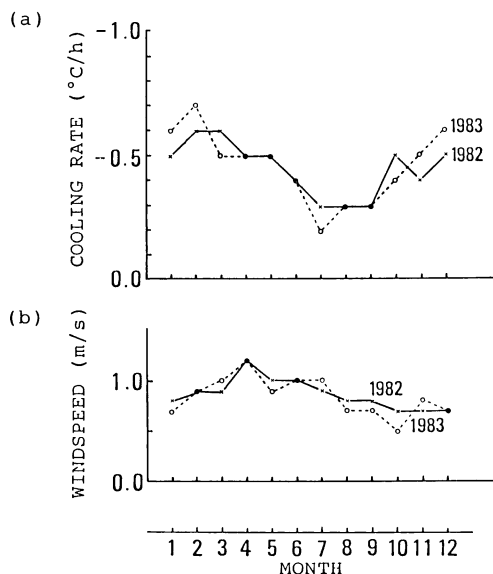 (a)
COOLING RATE (°C/h)
-1.0
-0.5
0.0
1983
1982
(b)
WINDSPEED (m/s)
1.0
0.0
1982
1983
1 2 3 4 5 6 7 8 9 10 11 12
MONTH